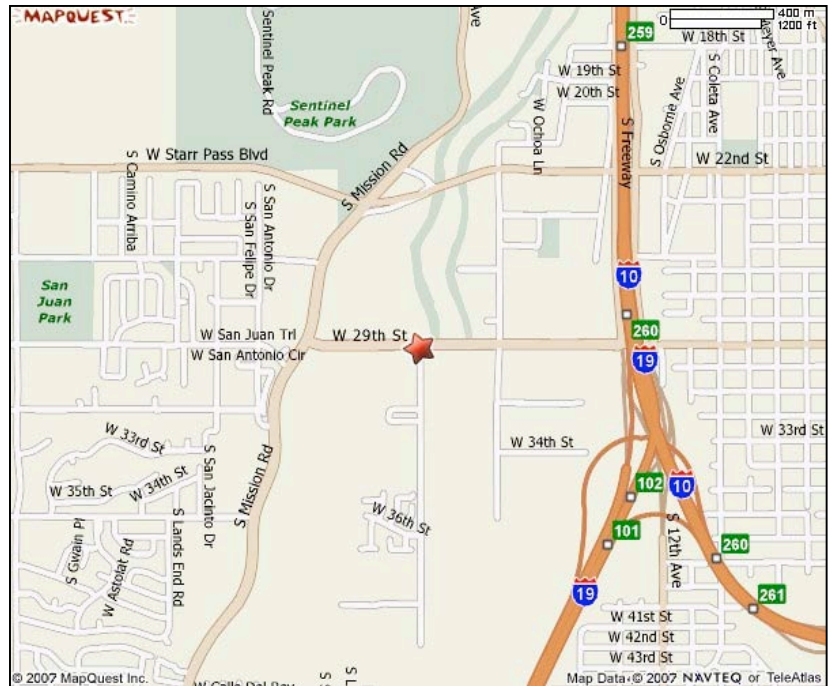 MAPQUEST
Ave
0
400 m
1200 ft
259
W 18th St
Sentinel Peak Rd
Sentinel
Peak Park
W 19th St
W 20th St
W Ochoa Ln
S Freeway
S Osborne Ave
S Coleta Ave
W Starr Pass Blvd
S Mission Rd
W 22nd St
S Camino Arriba
S San Felipe Dr
S San Antonio Dr
10
San
Juan
Park
260
W San Juan Trl
W 29th St
W San Antonio Cir
19
W 33rd St
W 33rd St
W 34th St
W 34th St
W 35th St
S San Jacinto Dr
S Mission Rd
102
10
W 36th St
S Gwain Pl
W Astolat Rd
S Lands End Rd
101
S 12th Ave
260
19
261
W 41st St
W 42nd St
W 43rd St
© 2007 MapQuest Inc.
Map Data © 2007 NAVTEQ or TeleAtlas